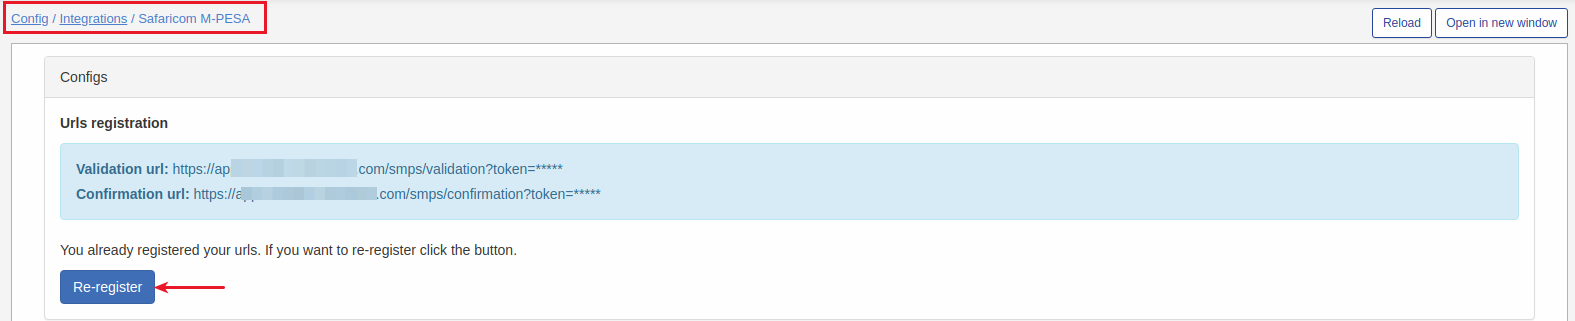 Config / Integrations / Safaricom M-PESA
Reload
Open in new window
Configs
Urls registration
Validation url: https://ap .com/smps/validation?token=*****
Confirmation url: https:// .com/smps/confirmation?token=*****
You already registered your urls. If you want to re-register click the button.
Re-register